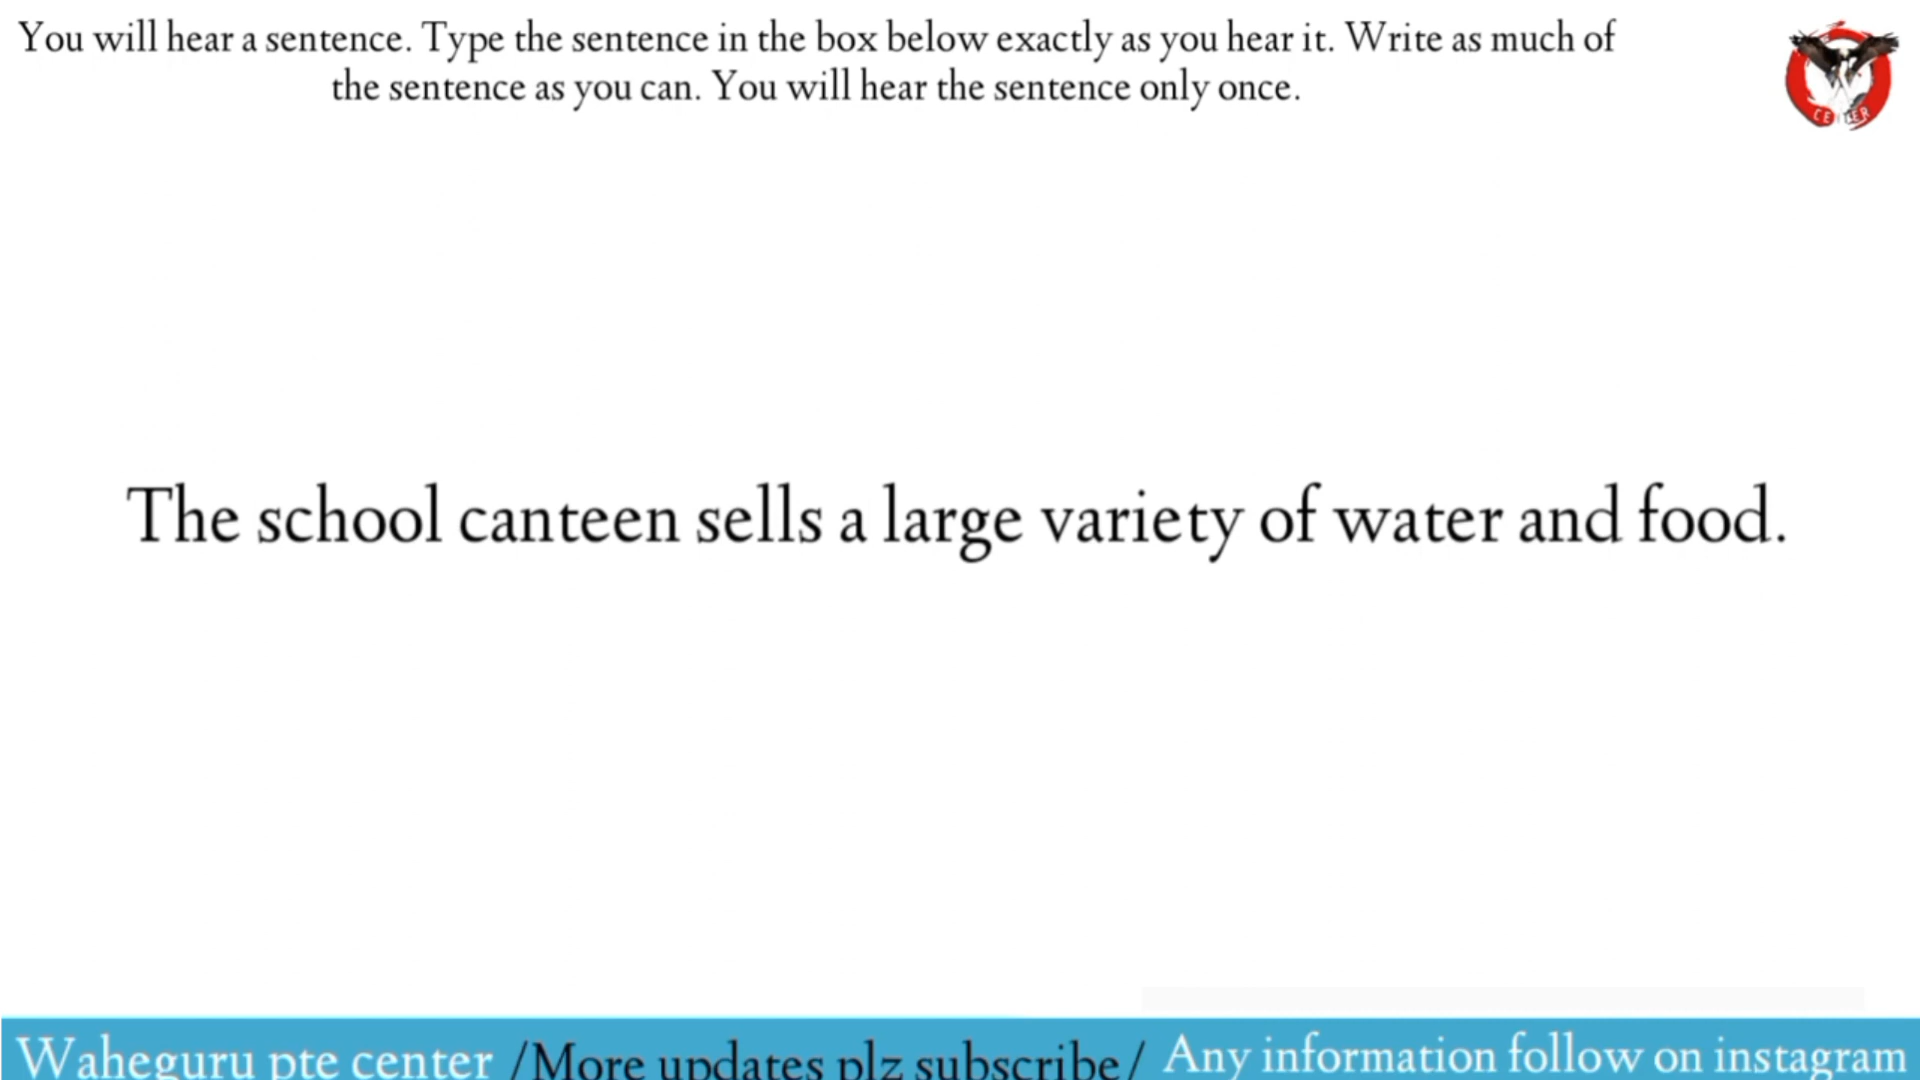 You will hear a sentence. Type the sentence in the box below exactly as you hear it. Write as much of
the sentence as you can. You will hear the sentence only once.
The school canteen sells a large variety of water and food.
Waheguru pte center /More updates plz subscribe/ Any information follow on instagram